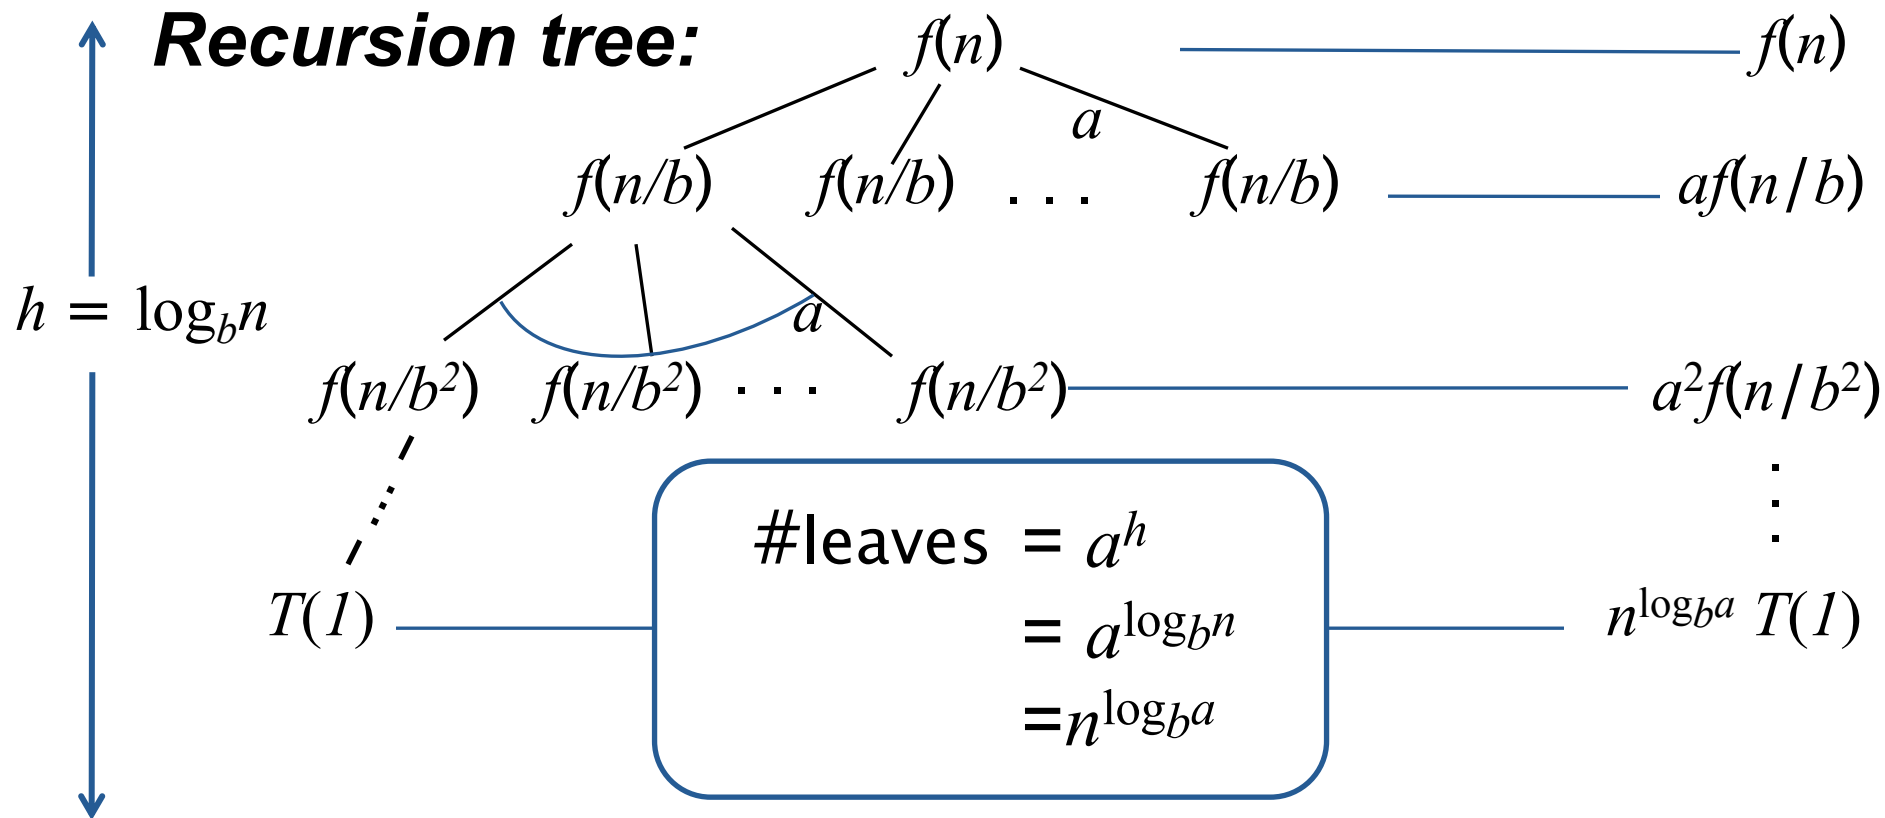 Recursion tree: f(n) f(n)
a
f(n/b) f(n/b) . . . f(n/b) af(n/b)
h = log_b n
a
f(n/b²) f(n/b²) . . . f(n/b²) a²f(n/b²)
#leaves = a^h
T(1) = a^{log_b n} n^{log_b a} T(1)
=n^{log_b a}